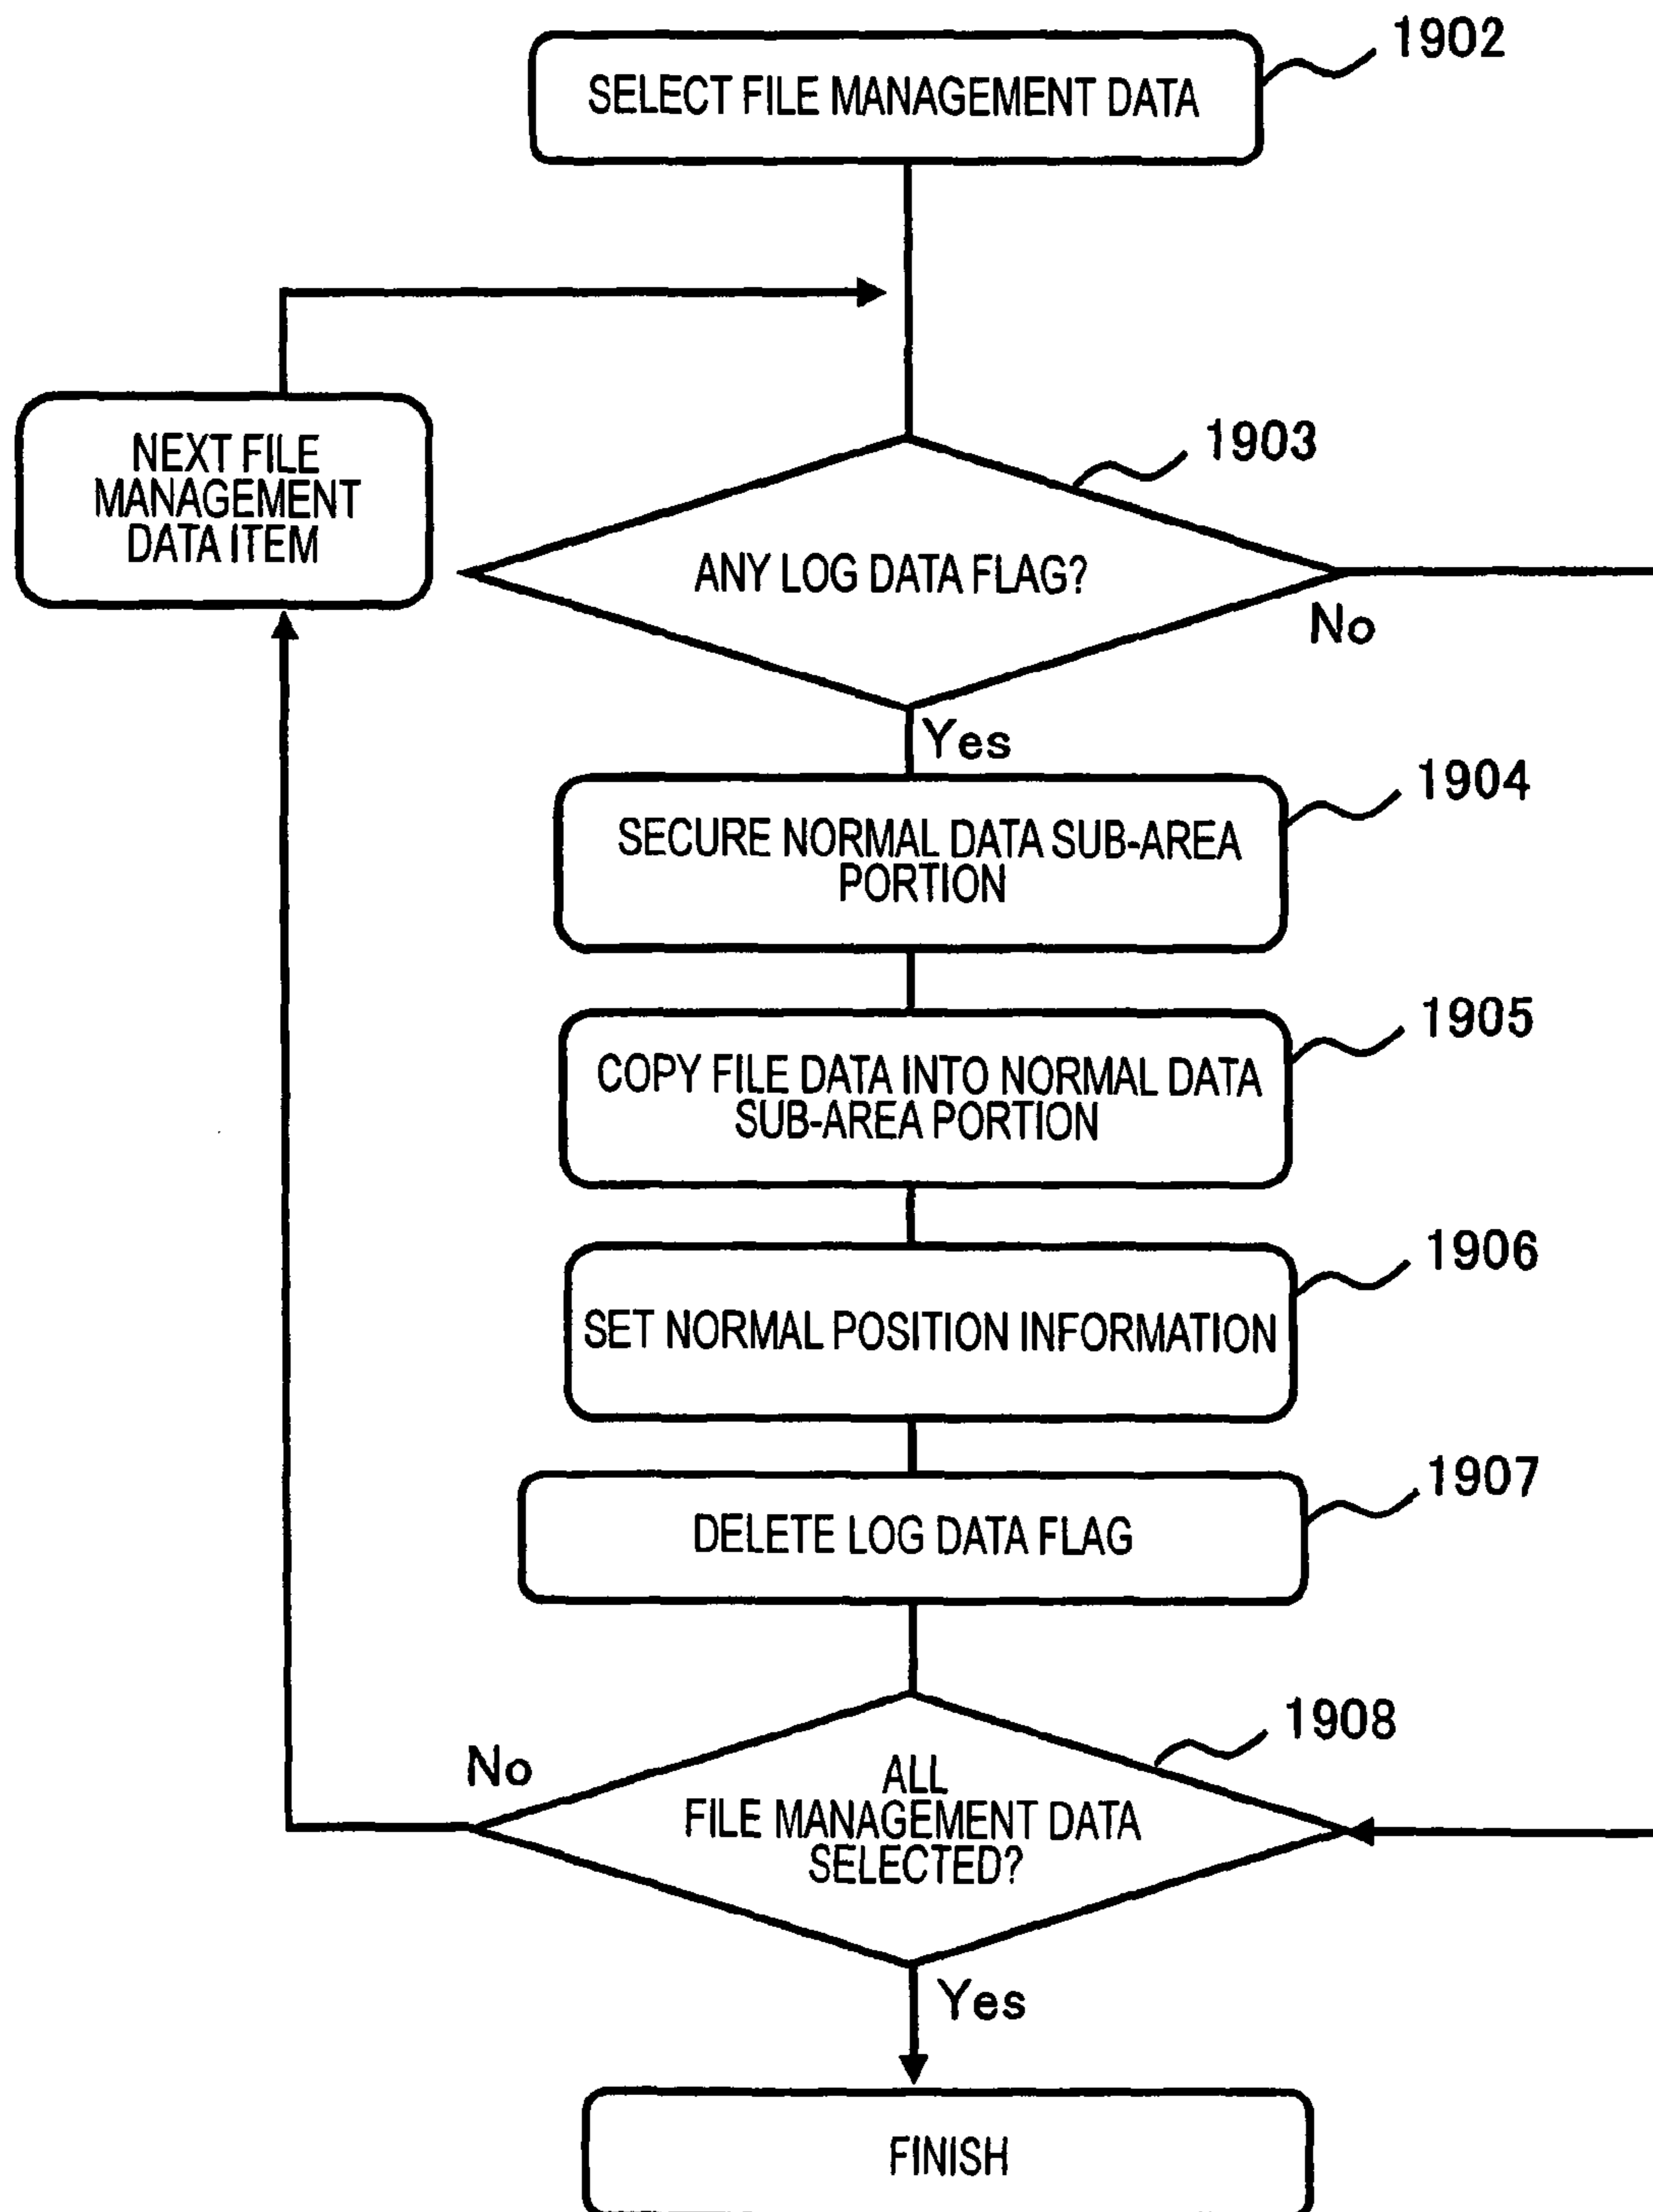 1902
SELECT FILE MANAGEMENT DATA
NEXT FILE
MANAGEMENT
DATA ITEM
1903
ANY LOG DATA FLAG?
No
Yes
1904
SECURE NORMAL DATA SUB-AREA
PORTION
1905
COPY FILE DATA INTO NORMAL DATA
SUB-AREA PORTION
1906
SET NORMAL POSITION INFORMATION
1907
DELETE LOG DATA FLAG
1908
No
ALL
FILE MANAGEMENT DATA
SELECTED?
Yes
FINISH